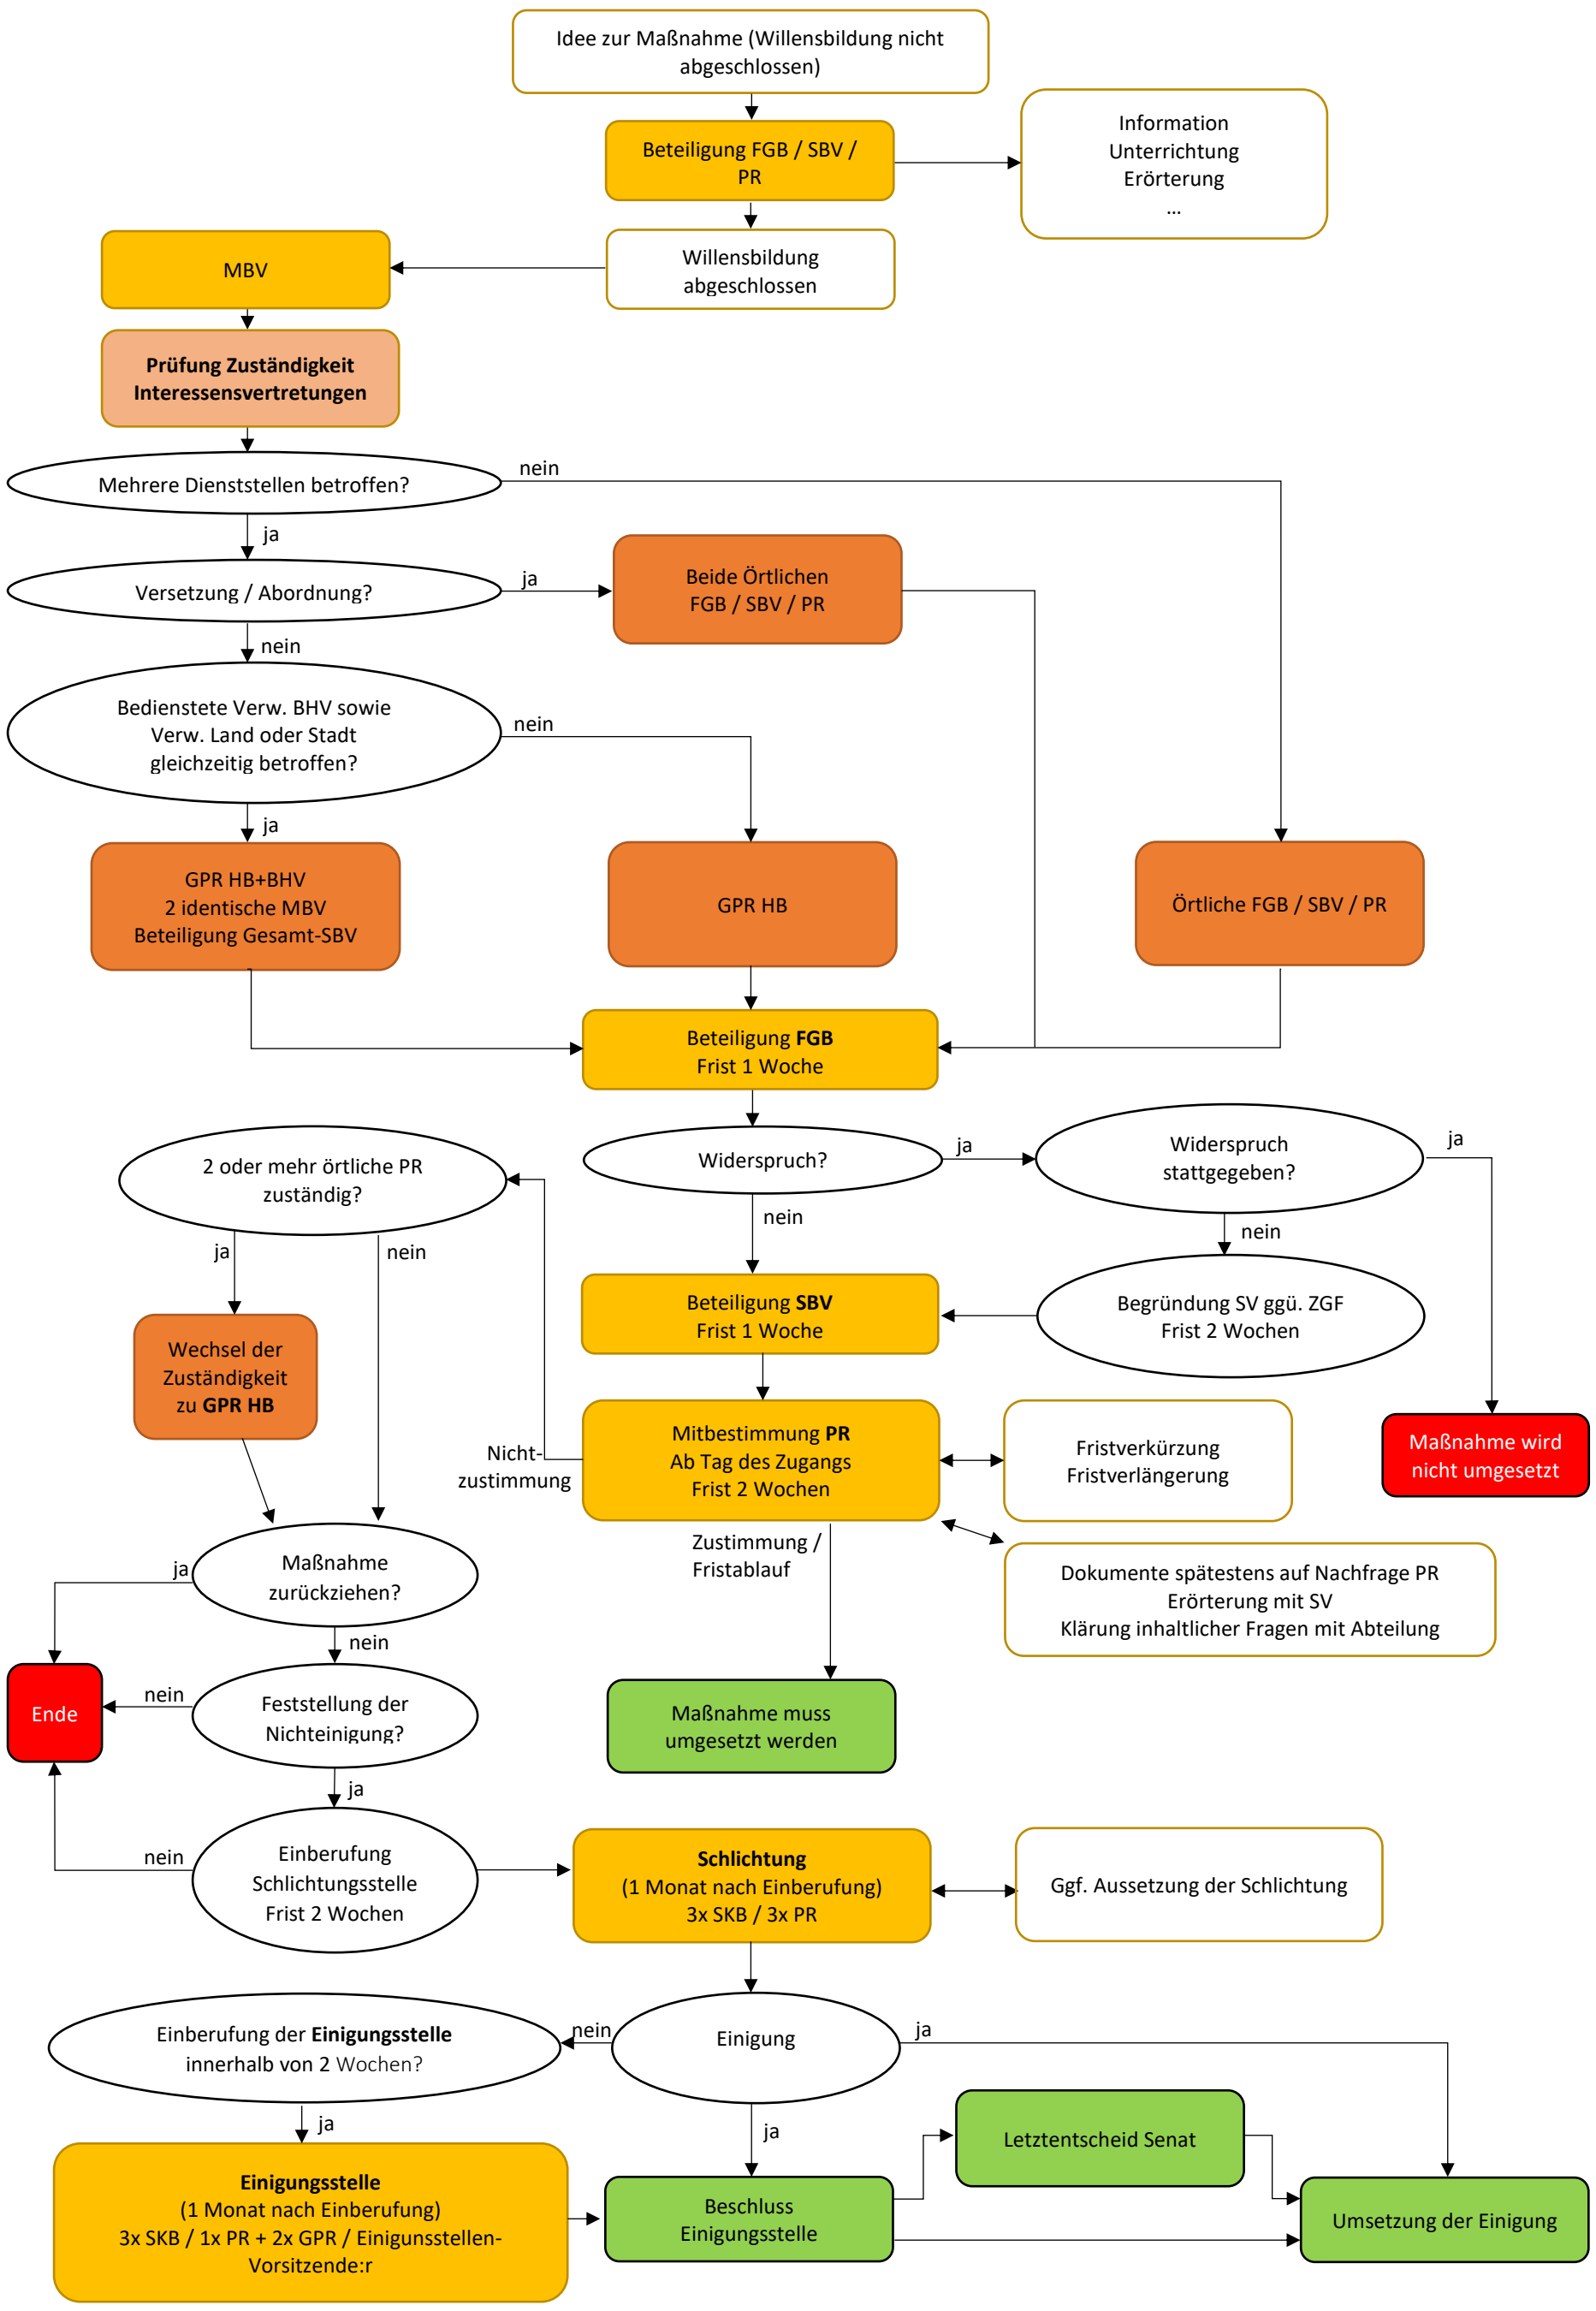 Idee zur Maßnahme (Willensbildung nicht
abgeschlossen)
Beteiligung FGB / SBV /
PR
Information
Unterrichtung
Erörterung
...
Willensbildung
abgeschlossen
MBV
Prüfung Zuständigkeit
Interessensvertretungen
Mehrere Dienststellen betroffen?
nein
ja
Versetzung / Abordnung?
ja
Beide Örtlichen
FGB / SBV / PR
nein
Bedienstete Verw. BHV sowie
Verw. Land oder Stadt
gleichzeitig betroffen?
nein
ja
GPR HB+BHV
2 identische MBV
Beteiligung Gesamt-SBV
GPR HB
Örtliche FGB / SBV / PR
Beteiligung FGB
Frist 1 Woche
Widerspruch?
ja
Widerspruch
stattgegeben?
ja
nein
nein
Begründung SV ggü. ZGF
Frist 2 Wochen
Beteiligung SBV
Frist 1 Woche
2 oder mehr örtliche PR
zuständig?
ja
nein
Wechsel der
Zuständigkeit
zu GPR HB
Nicht-
zustimmung
Mitbestimmung PR
Ab Tag des Zugangs
Frist 2 Wochen
Fristverkürzung
Fristverlängerung
Maßnahme wird
nicht umgesetzt
Zustimmung /
Fristablauf
Dokumente spätestens auf Nachfrage PR
Erörterung mit SV
Klärung inhaltlicher Fragen mit Abteilung
Maßnahme
zurückziehen?
ja
nein
Ende
nein
Feststellung der
Nichteinigung?
Maßnahme muss
umgesetzt werden
ja
nein
Einberufung
Schlichtungsstelle
Frist 2 Wochen
Schlichtung
(1 Monat nach Einberufung)
3x SKB / 3x PR
Ggf. Aussetzung der Schlichtung
Einberufung der Einigungsstelle
innerhalb von 2 Wochen?
nein
Einigung
ja
ja
ja
Letztentscheid Senat
Einigungsstelle
(1 Monat nach Einberufung)
3x SKB / 1x PR + 2x GPR / Einigunsstellen-
Vorsitzende:r
Beschluss
Einigungsstelle
Umsetzung der Einigung